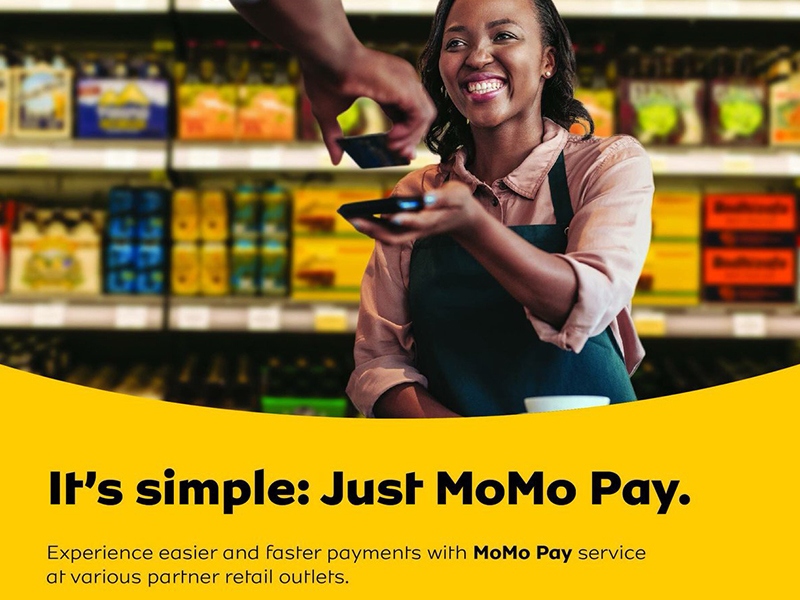 It's simple: Just MoMo Pay.
Experience easier and faster payments with MoMo Pay service
at various partner retail outlets.